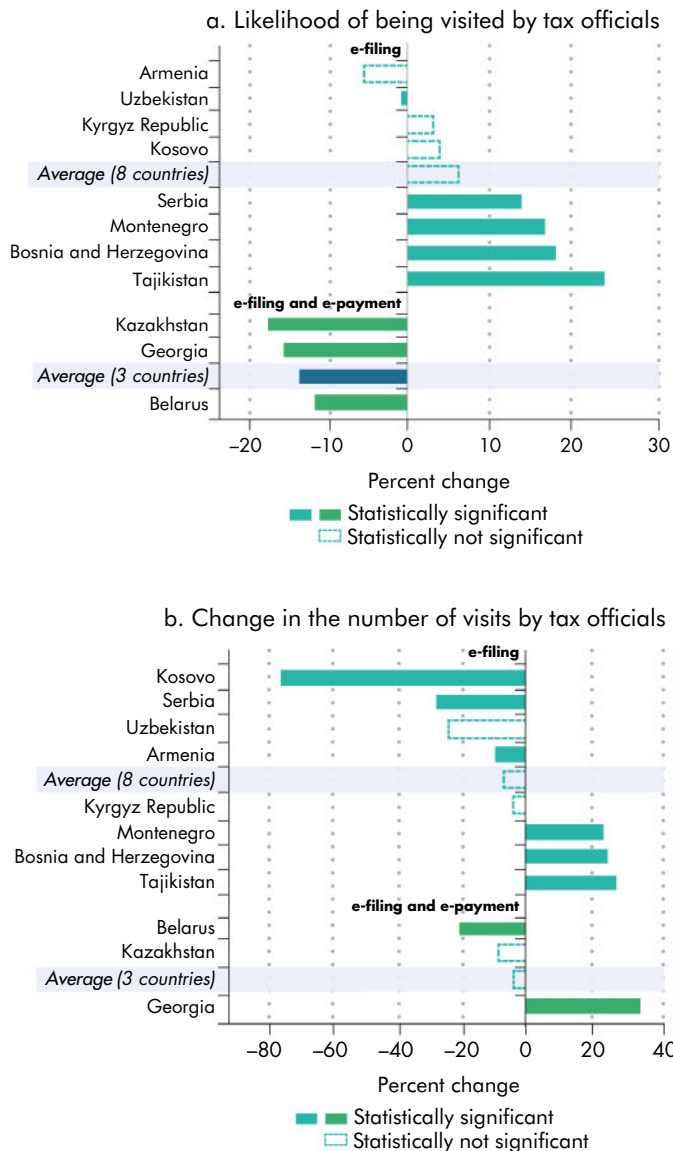 a. Likelihood of being visited by tax officials
e-filing
Armenia
Uzbekistan
Kyrgyz Republic
Kosovo
Average (8 countries)
Serbia
Montenegro
Bosnia and Herzegovina
Tajikistan
e-filing and e-payment
Kazakhstan
Georgia
Average (3 countries)
Belarus
–20 –10 0 10 20 30
Percent change
Statistically significant
Statistically not significant
b. Change in the number of visits by tax officials
e-filing
Kosovo
Serbia
Uzbekistan
Armenia
Average (8 countries)
Kyrgyz Republic
Montenegro
Bosnia and Herzegovina
Tajikistan
e-filing and e-payment
Belarus
Kazakhstan
Average (3 countries)
Georgia
–80 –60 –40 –20 0 20 40
Percent change
Statistically significant
Statistically not significant